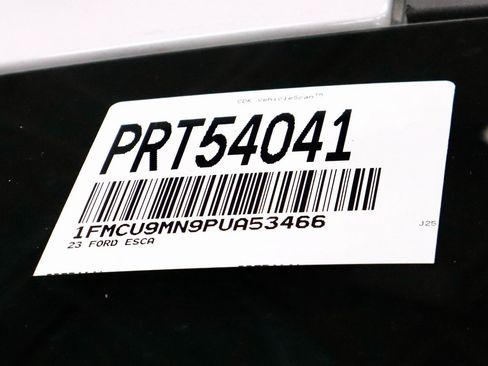 CDK VehicleScan™
PRT54041
1FMCU9MN9PUA53466
23 FORD ESCA
J25